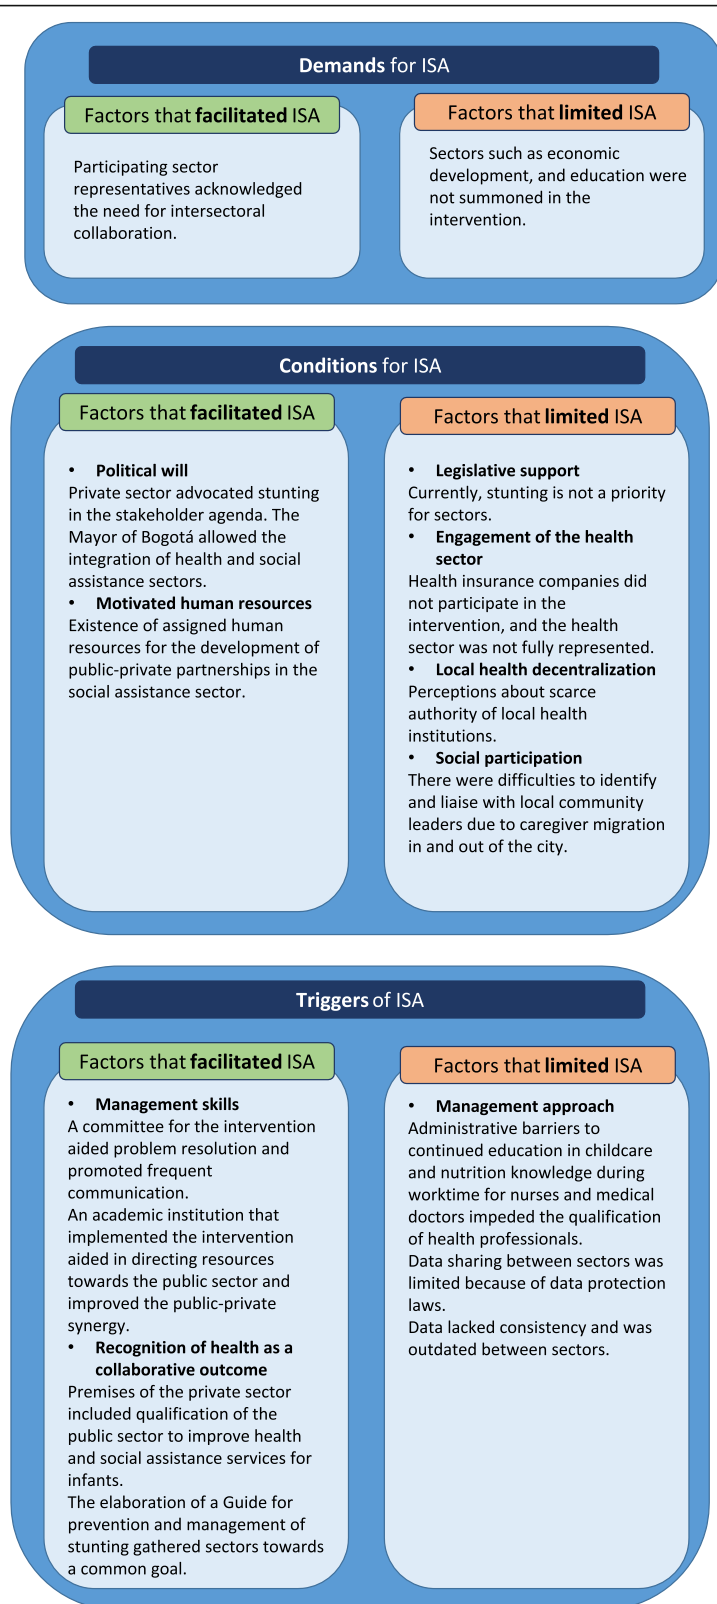 Demands for ISA
Factors that facilitated ISA
Participating sector
representatives acknowledged
the need for intersectoral
collaboration.
Factors that limited ISA
Sectors such as economic
development, and education were
not summoned in the
intervention.
Conditions for ISA
Factors that facilitated ISA
• Political will
Private sector advocated stunting
in the stakeholder agenda. The
Mayor of Bogotá allowed the
integration of health and social
assistance sectors.
• Motivated human resources
Existence of assigned human
resources for the development of
public-private partnerships in the
social assistance sector.
Factors that limited ISA
• Legislative support
Currently, stunting is not a priority
for sectors.
• Engagement of the health
sector
Health insurance companies did
not participate in the
intervention, and the health
sector was not fully represented.
• Local health decentralization
Perceptions about scarce
authority of local health
institutions.
• Social participation
There were difficulties to identify
and liaise with local community
leaders due to caregiver migration
in and out of the city.
Triggers of ISA
Factors that facilitated ISA
• Management skills
A committee for the intervention
aided problem resolution and
promoted frequent
communication.
An academic institution that
implemented the intervention
aided in directing resources
towards the public sector and
improved the public-private
synergy.
• Recognition of health as a
collaborative outcome
Premises of the private sector
included qualification of the
public sector to improve health
and social assistance services for
infants.
The elaboration of a Guide for
prevention and management of
stunting gathered sectors towards
a common goal.
Factors that limited ISA
• Management approach
Administrative barriers to
continued education in childcare
and nutrition knowledge during
worktime for nurses and medical
doctors impeded the qualification
of health professionals.
Data sharing between sectors was
limited because of data protection
laws.
Data lacked consistency and was
outdated between sectors.